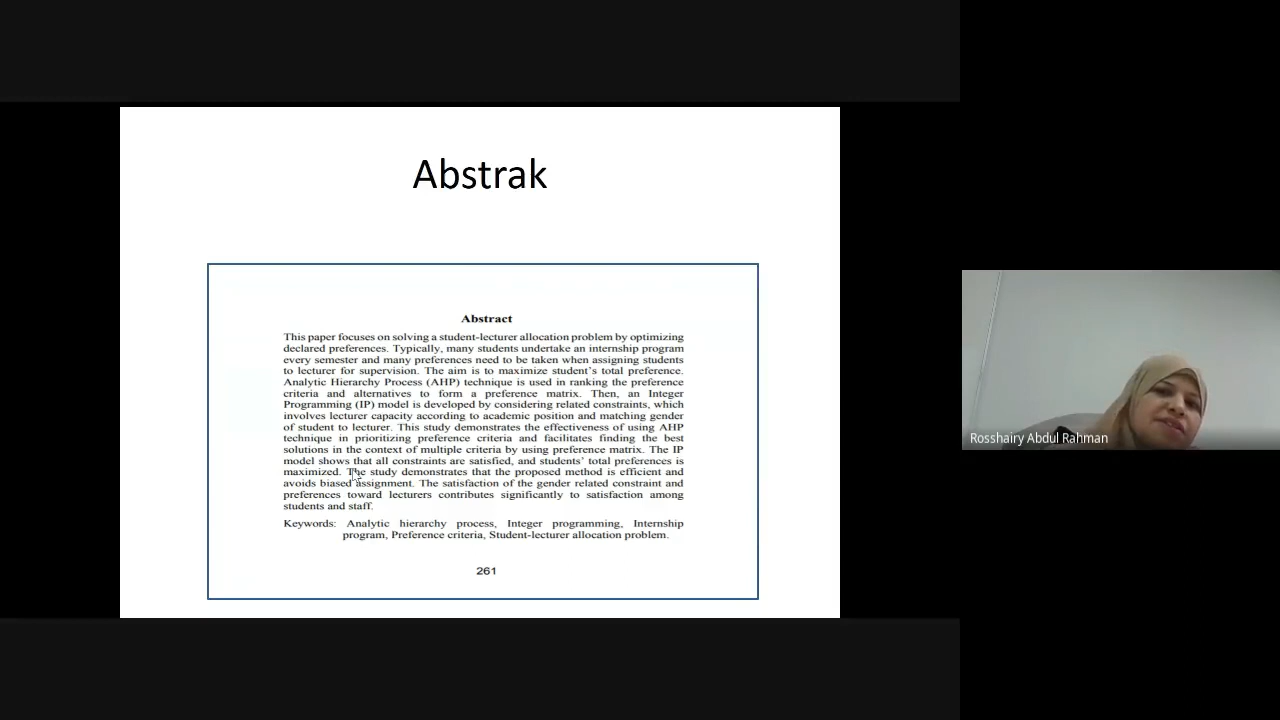 Abstrak
Abstract
This paper focuses on solving a student-lecturer allocation problem by optimizing
declared preferences. Typically, many students undertake an internship program
every semester and many preferences need to be taken when assigning students
to lecturer for supervision. The aim is to maximize student’s total preference.
Analytic Hierarchy Process (AHP) technique is used in ranking the preference
criteria and alternatives to form a preference matrix. Then, an Integer
Programming (IP) model is developed by considering related constraints, which
involves lecturer capacity according to academic position and matching gender
of student to lecturer. This study demonstrates the effectiveness of using AHP
technique in prioritizing preference criteria and facilitates finding the best
solutions in the context of multiple criteria by using preference matrix. The IP
model shows that all constraints are satisfied, and students’ total preferences is
maximized. The study demonstrates that the proposed method is efficient and
avoids biased assignment. The satisfaction of the gender related constraint and
preferences toward lecturers contributes significantly to satisfaction among
students and staff.
Keywords: Analytic hierarchy process, Integer programming, Internship
program, Preference criteria, Student-lecturer allocation problem.
261
Rosshairy Abdul Rahman